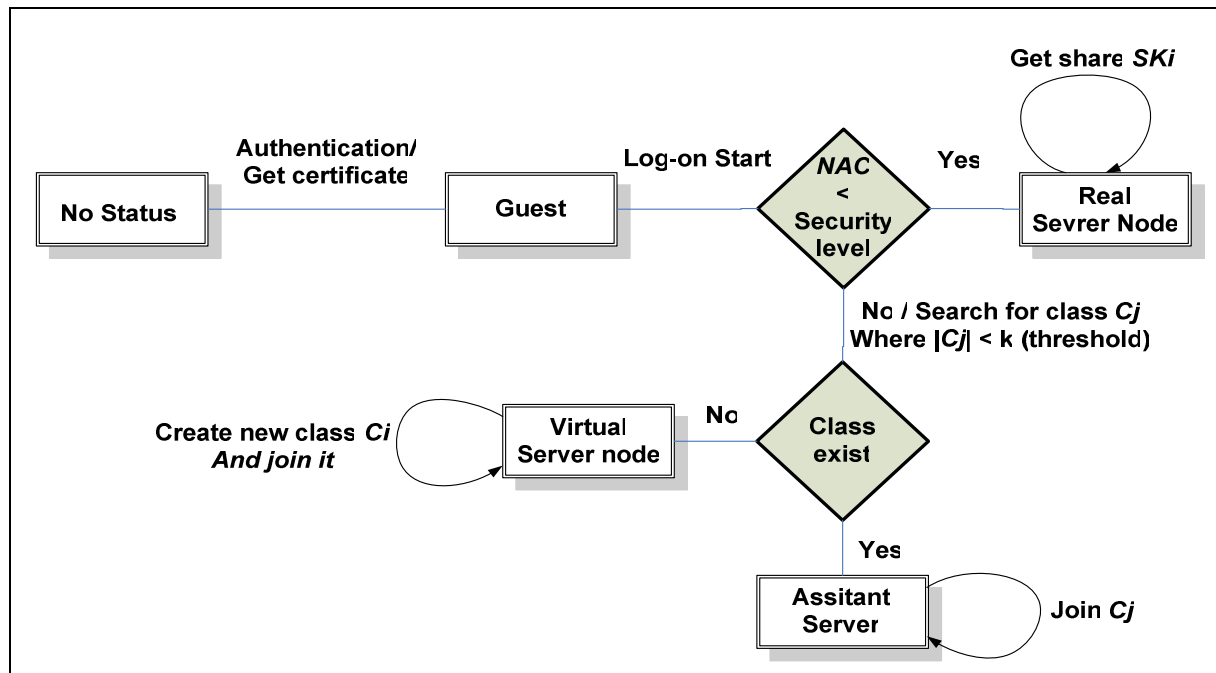 Get share SKi
Authentication/
Get certificate
Log-on Start
NAC
<
Security
level
Yes
No Status
Guest
Real
Sevrer Node
No / Search for class Cj
Where |Cj| < k (threshold)
Create new class Ci
And join it
Virtual
Server node
No
Class
exist
Yes
Assitant
Server
Join Cj